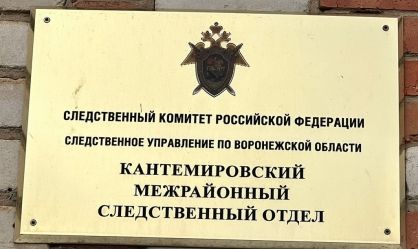 СЛЕДСТВЕННЫЙ КОМИТЕТ РОССИЙСКОЙ ФЕДЕРАЦИИ
СЛЕДСТВЕННОЕ УПРАВЛЕНИЕ ПО ВОРОНЕЖСКОЙ ОБЛАСТИ
КАНТЕМИРОВСКИЙ
МЕЖРАЙОННЫЙ
СЛЕДСТВЕННЫЙ ОТДЕЛ